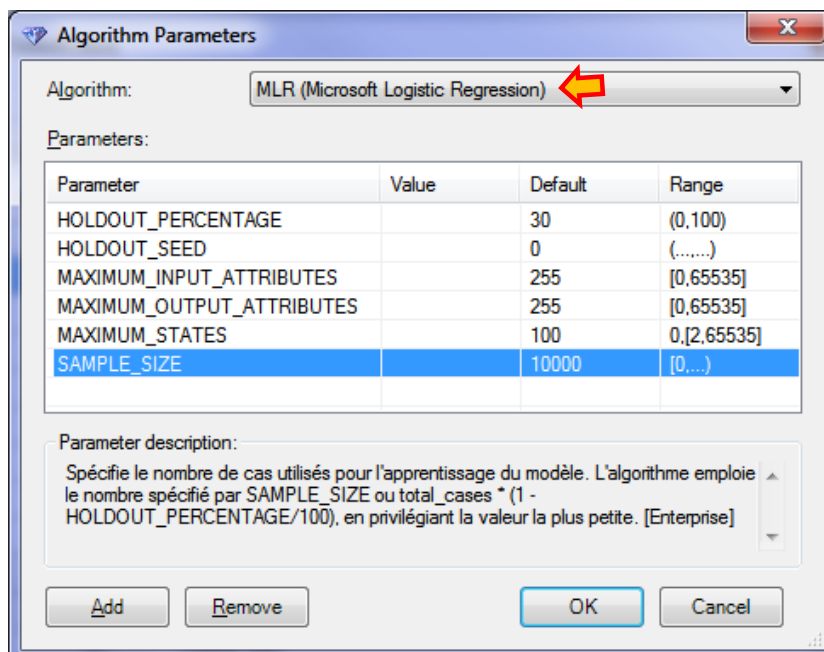 Algorithm Parameters
Algorithm: MLR (Microsoft Logistic Regression)
Parameters:
Parameter Value Default Range
HOLDOUT_PERCENTAGE 30 (0,100)
HOLDOUT_SEED 0 (...,...)
MAXIMUM_INPUT_ATTRIBUTES 255 [0,65535]
MAXIMUM_OUTPUT_ATTRIBUTES 255 [0,65535]
MAXIMUM_STATES 100 0,[2,65535]
SAMPLE_SIZE 10000 [0,...)
Parameter description:
Spécifie le nombre de cas utilisés pour l'apprentissage du modèle. L'algorithme emploie
le nombre spécifié par SAMPLE_SIZE ou total_cases * (1 -
HOLDOUT_PERCENTAGE/100), en privilégiant la valeur la plus petite. [Enterprise]
Add Remove OK Cancel